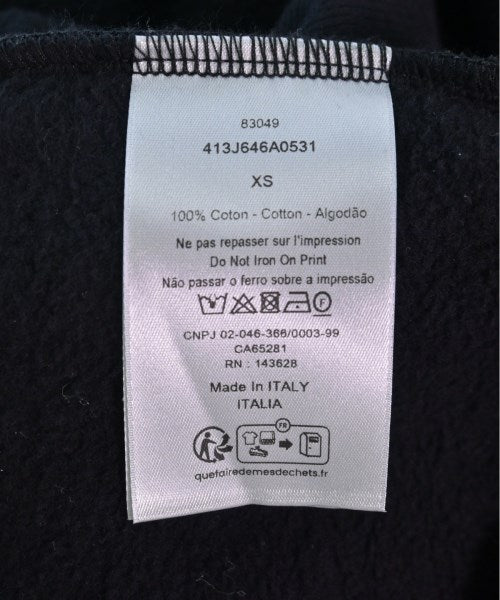 83049
413J646A0531
XS
100% Coton - Cotton - Algodão
Ne pas repasser sur l'impression
Do Not Iron On Print
Não passar o ferro sobre a impressão
F
CNPJ 02-046-366/0003-99
CA65281
RN : 143628
Made In ITALY
ITALIA
FR
quefairedemesdechets.fr